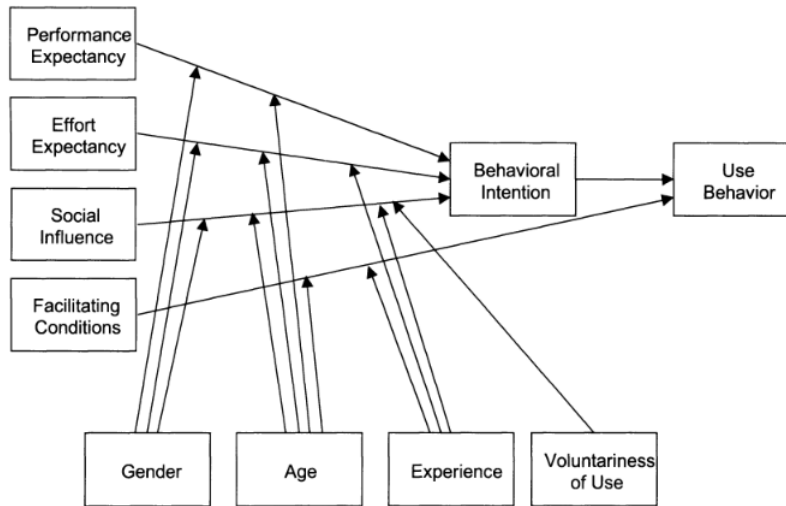 Performance
Expectancy
Effort
Expectancy
Social
Influence
Facilitating
Conditions
Behavioral
Intention
Use
Behavior
Gender
Age
Experience
Voluntariness
of Use